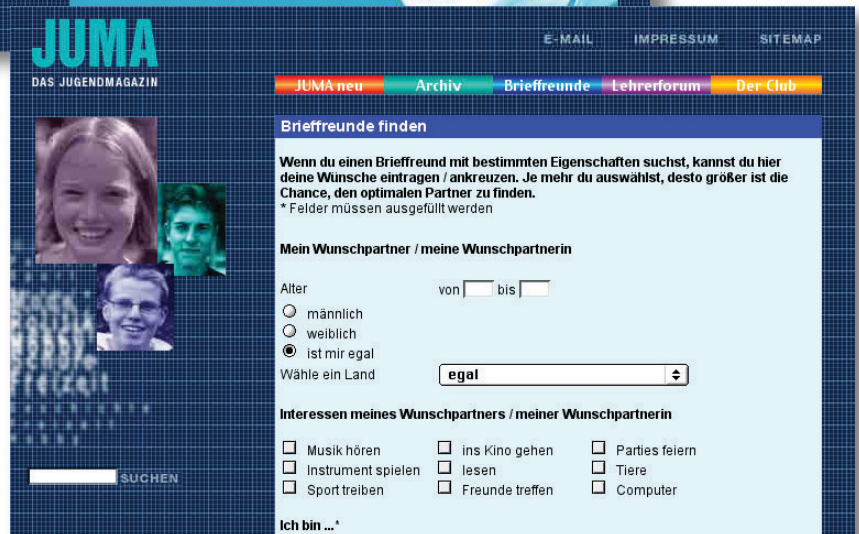 JUMA
DAS JUGENDMAGAZIN
E-MAIL IMPRESSUM SITEMAP
JUMA neu Archiv Brieffreunde Lehrerforum Der Club
Brieffreunde finden
Wenn du einen Brieffreund mit bestimmten Eigenschaften suchst, kannst du hier
deine Wünsche eintragen / ankreuzen. Je mehr du auswählst, desto größer ist die
Chance, den optimalen Partner zu finden.
* Felder müssen ausgefüllt werden
Mein Wunschpartner / meine Wunschpartnerin
Alter von bis
männlich
weiblich
ist mir egal
Wähle ein Land egal
Interessen meines Wunschpartners / meiner Wunschpartnerin
Musik hören ins Kino gehen Parties feiern
Instrument spielen lesen Tiere
Sport treiben Freunde treffen Computer
Ich bin ...*
Freizeit
SUCHEN